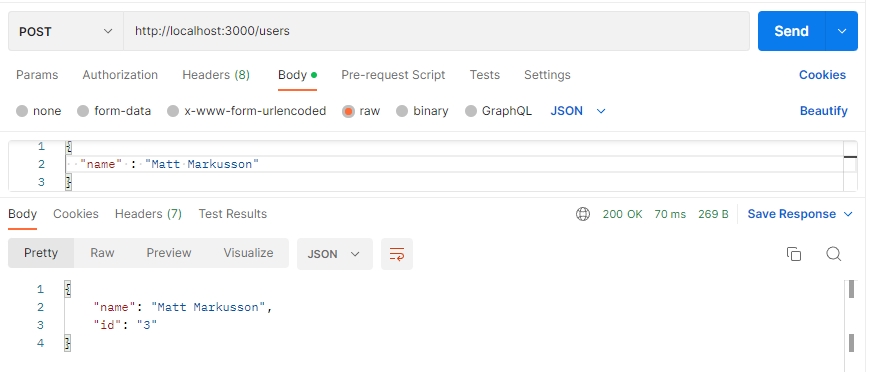 POST http://localhost:3000/users Send
Params Authorization Headers (8) Body Pre-request Script Tests Settings Cookies
none form-data x-www-form-urlencoded raw binary GraphQL JSON Beautify
1 {
2 "name" : "Matt Markusson"
3 }
Body Cookies Headers (7) Test Results 200 OK 70 ms 269 B Save Response
Pretty Raw Preview Visualize JSON
1 {
2 "name": "Matt Markusson",
3 "id": "3"
4 }